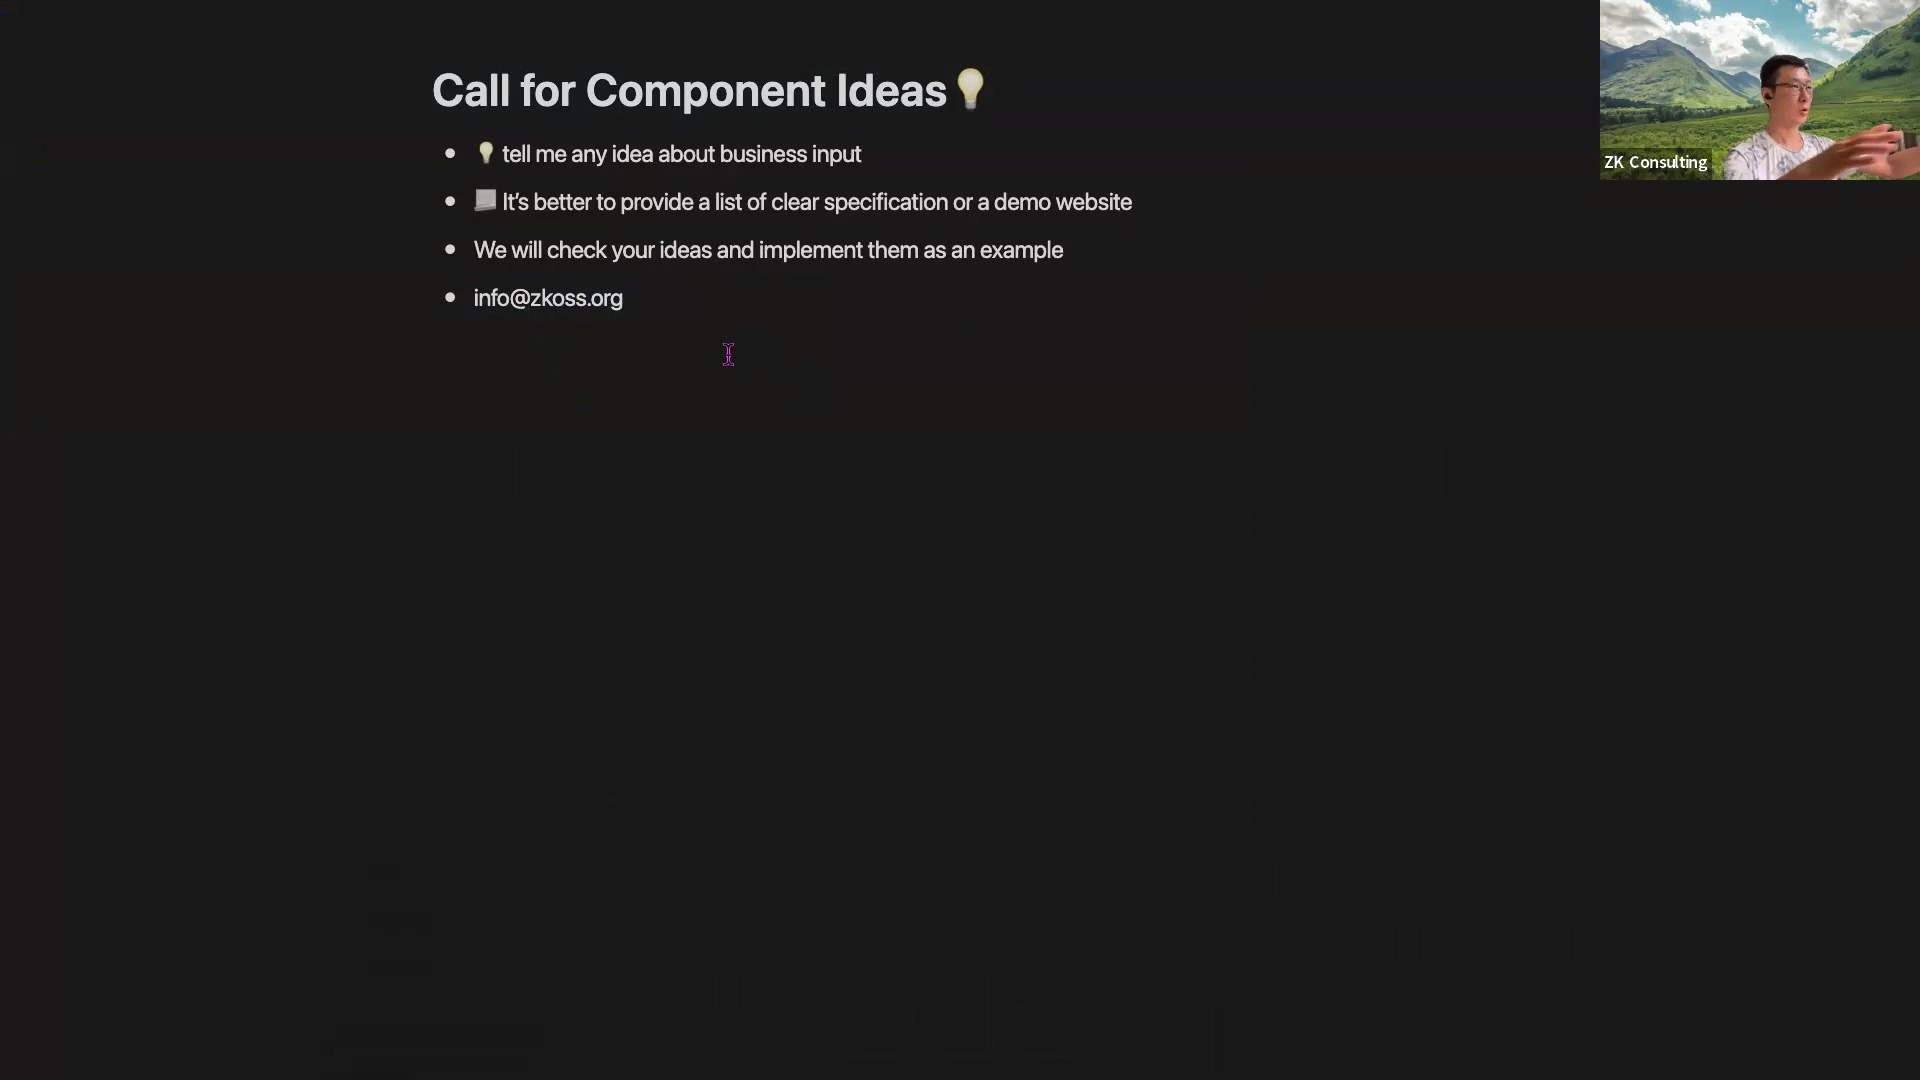 Call for Component Ideas💡
💡 tell me any idea about business input
It’s better to provide a list of clear specification or a demo website
We will check your ideas and implement them as an example
info@zkoss.org
ZK Consulting